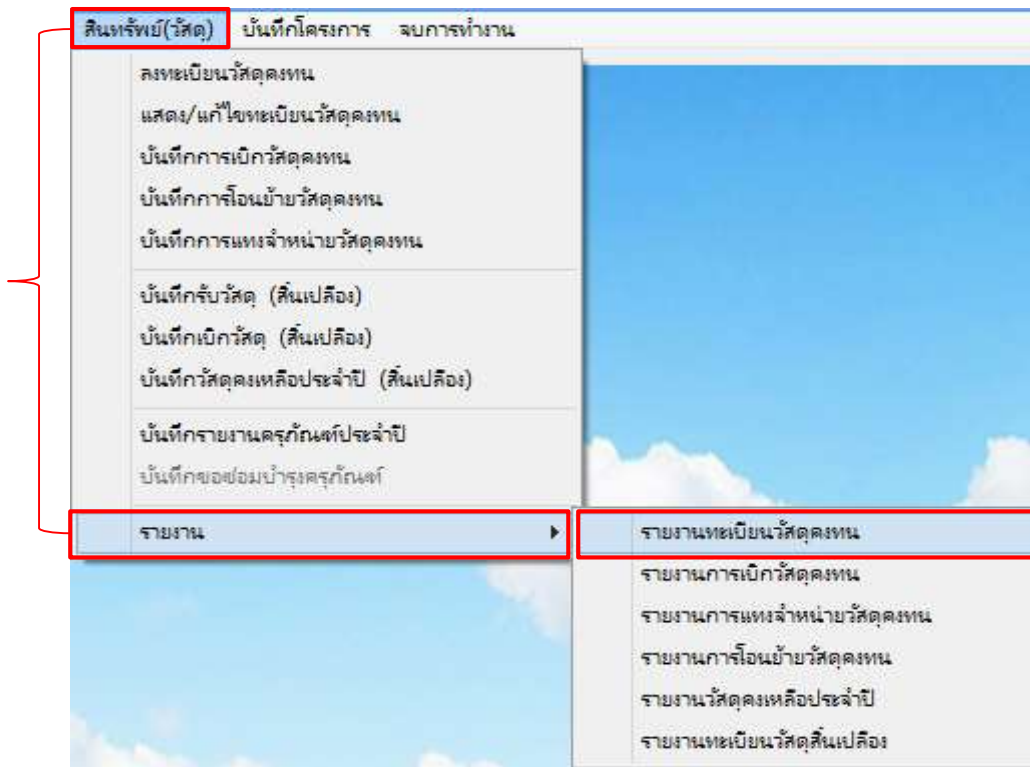 สินทรัพย์(วัสดุ) บันทึกโครงการ จบการทำงาน
ลงทะเบียนวัสดุคงทน
แสดง/แก้ไขทะเบียนวัสดุคงทน
บันทึกการเบิกวัสดุคงทน
บันทึกการโอนย้ายวัสดุคงทน
บันทึกการแทงจำหน่ายวัสดุคงทน
บันทึกรับวัสดุ (สิ้นเปลือง)
บันทึกเบิกวัสดุ (สิ้นเปลือง)
บันทึกวัสดุคงเหลือประจำปี (สิ้นเปลือง)
บันทึกรายงานครุภัณฑ์ประจำปี
บันทึกขอซ่อมบำรุงครุภัณฑ์
รายงาน
รายงานทะเบียนวัสดุคงทน
รายงานการเบิกวัสดุคงทน
รายงานการแทงจำหน่ายวัสดุคงทน
รายงานการโอนย้ายวัสดุคงทน
รายงานวัสดุคงเหลือประจำปี
รายงานทะเบียนวัสดุสิ้นเปลือง